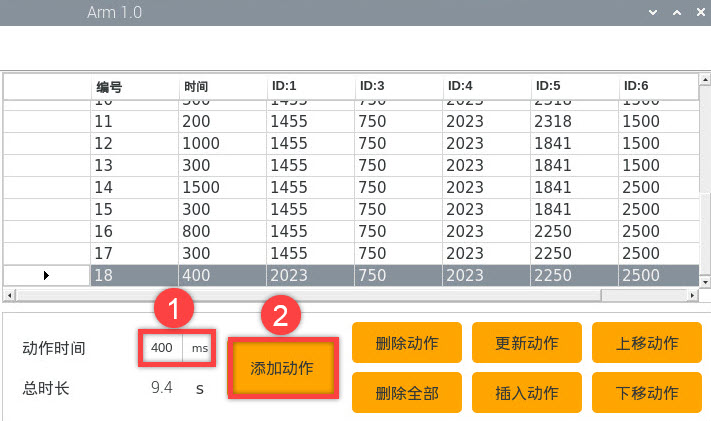 Arm 1.0
编号 时间 ID:1 ID:3 ID:4 ID:5 ID:6
10 300 1455 750 2023 2318 1500
11 200 1455 750 2023 2318 1500
12 1000 1455 750 2023 1841 1500
13 300 1455 750 2023 1841 1500
14 1500 1455 750 2023 1841 2500
15 300 1455 750 2023 1841 2500
16 800 1455 750 2023 2250 2500
17 300 1455 750 2023 2250 2500
18 400 2023 750 2023 2250 2500
1 2
动作时间 400 ms 添加动作 删除动作 更新动作 上移动作
总时长 9.4 s 删除全部 插入动作 下移动作